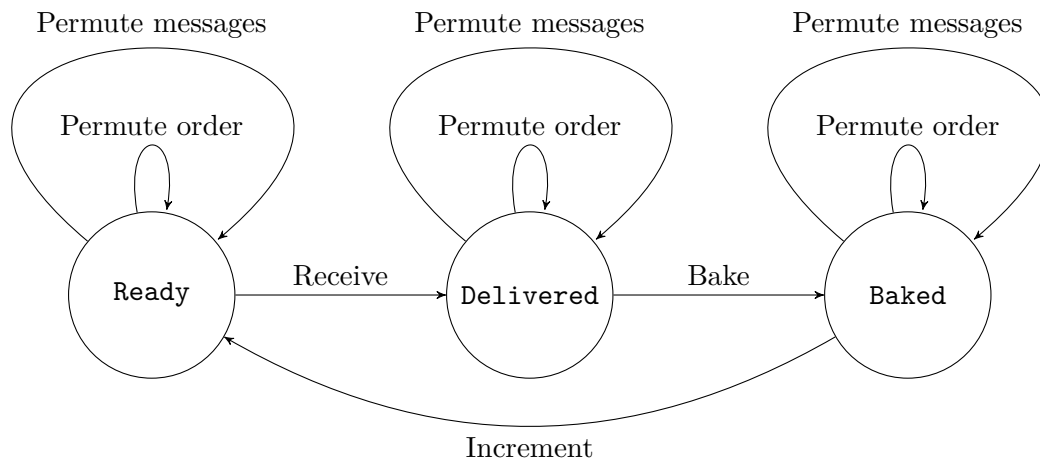 Permute messages
Permute messages
Permute messages
Permute order
Permute order
Permute order
Ready
Receive
Delivered
Bake
Baked
Increment